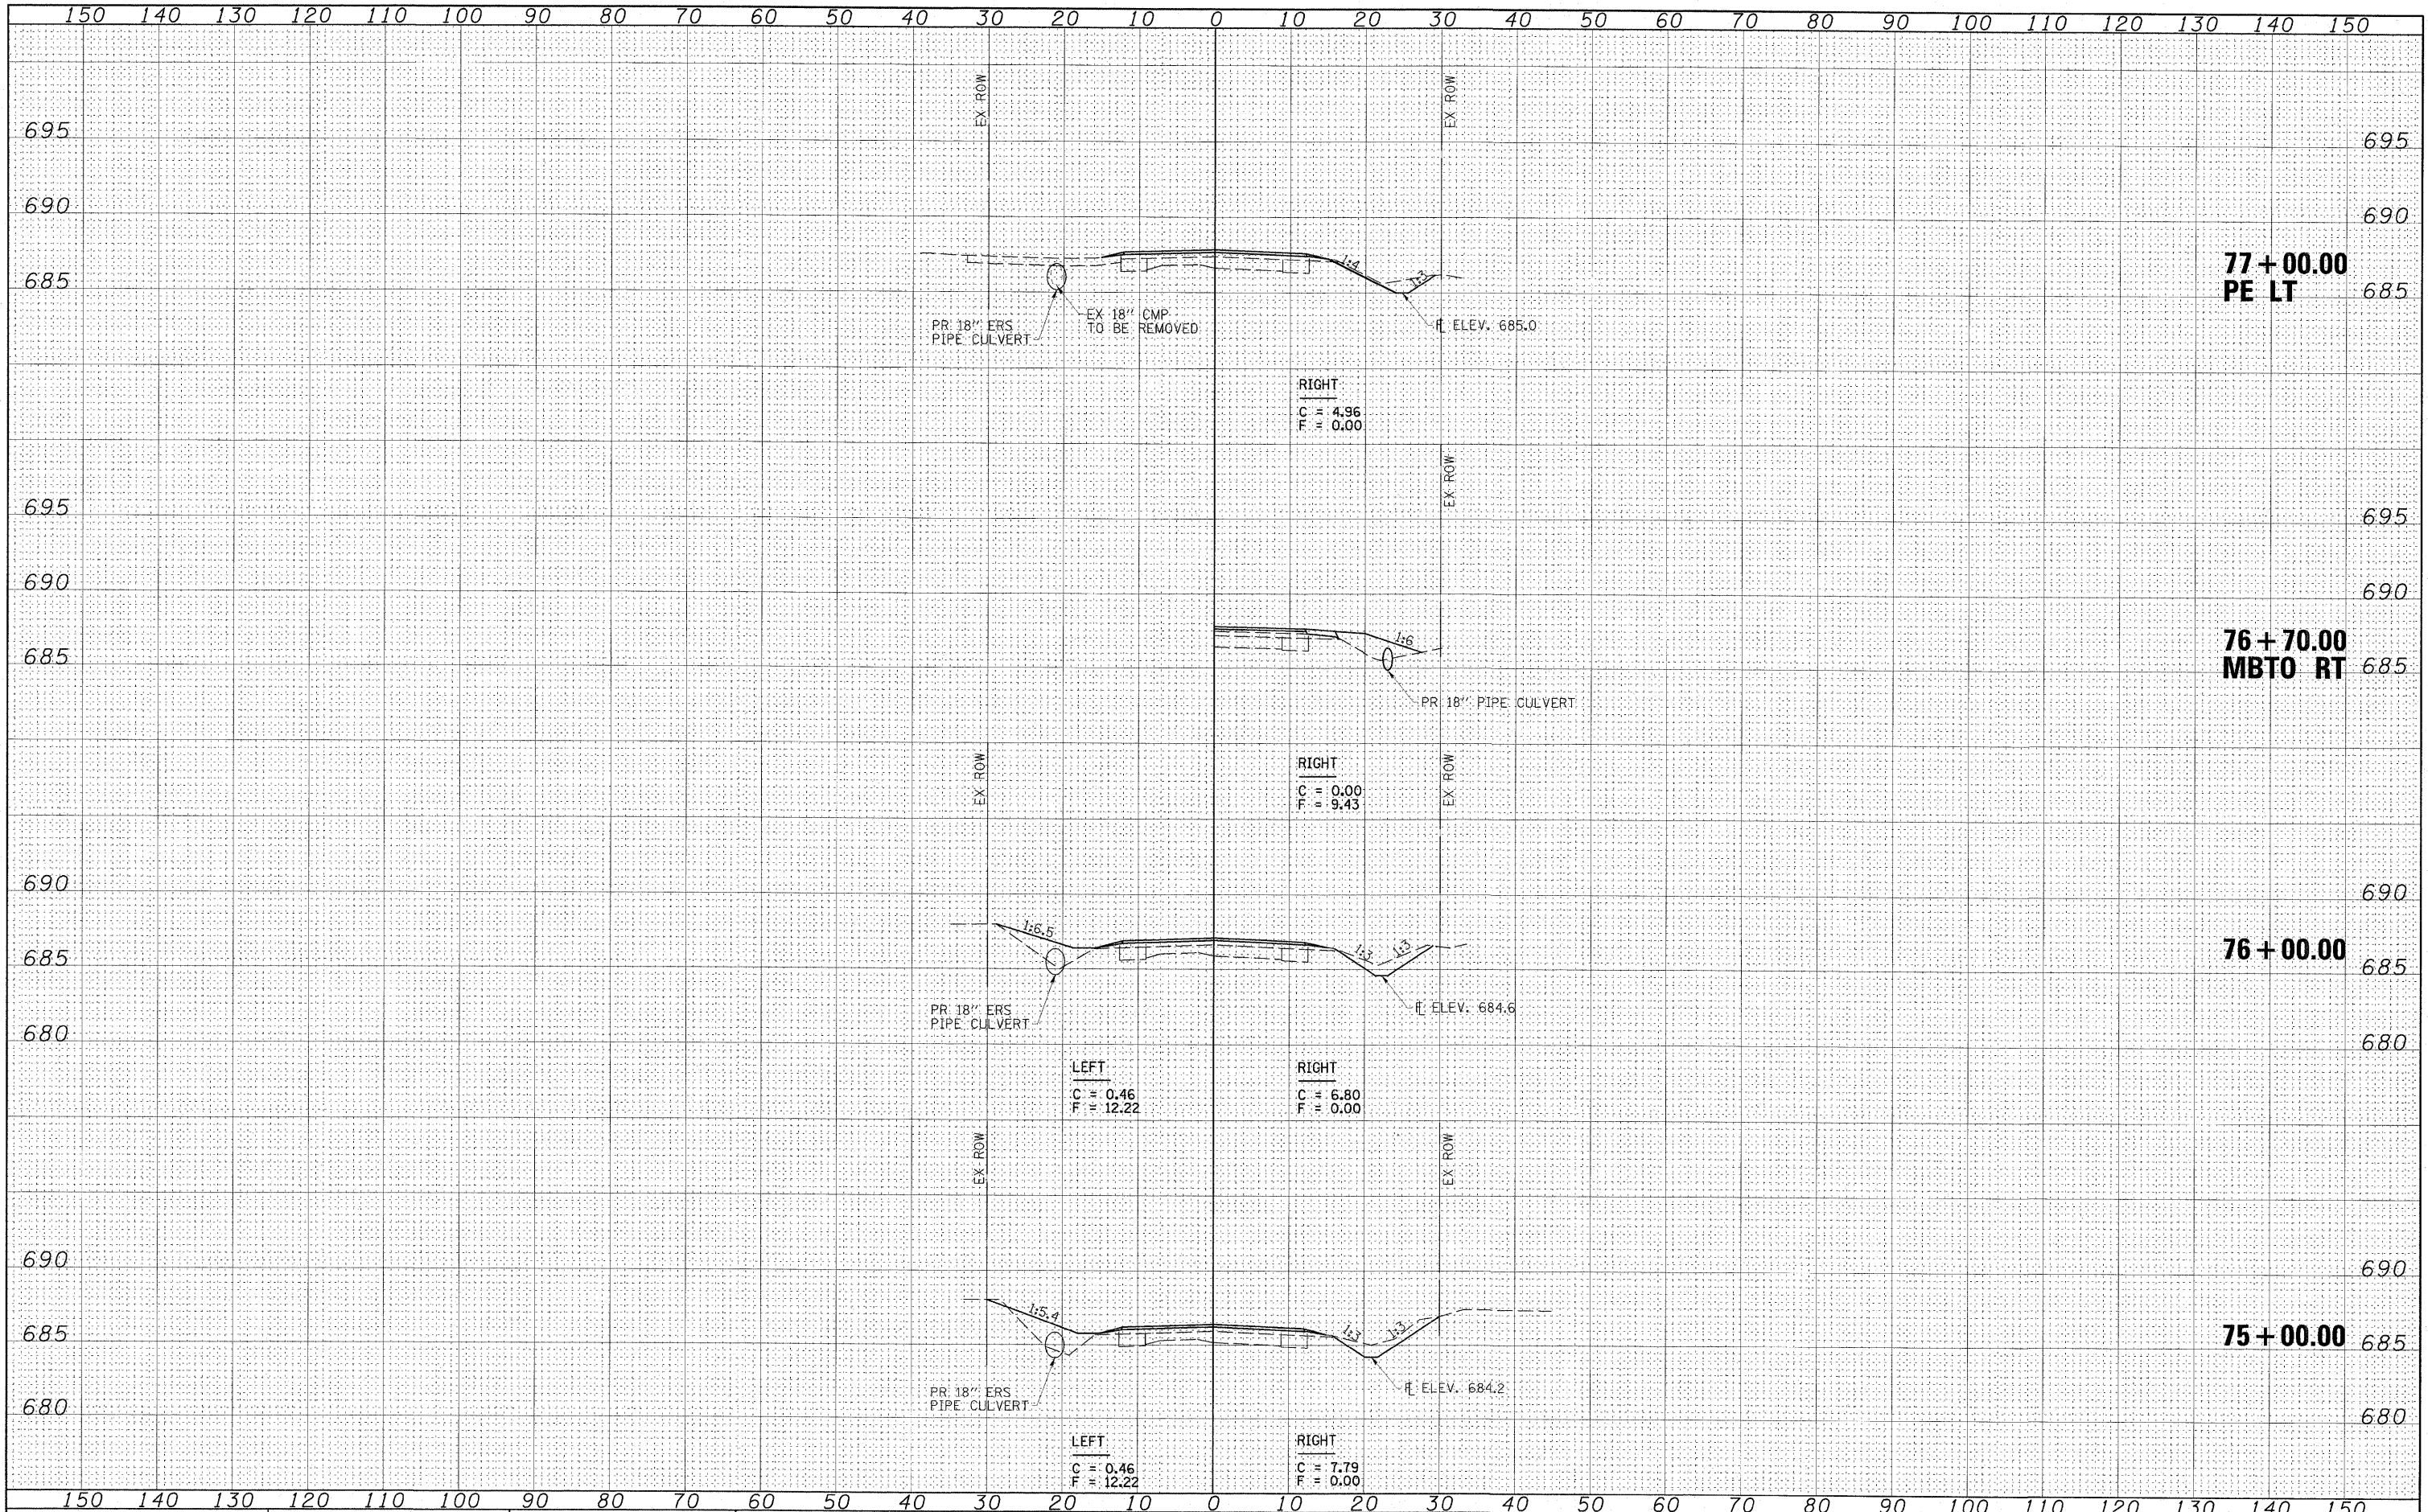 150 140 130 120 110 100 90 80 70 60 50 40 30 20 10 0 10 20 30 40 50 60 70 80 90 100 110 120 130 140 150
EX ROW
EX ROW
695 695
690 690
77+00.00
PE LT
685 685
1:4
1:3
PR 18" ERS
PIPE CULVERT
EX 18" CMP
TO BE REMOVED
FL ELEV. 685.0
RIGHT
C = 4.96
F = 0.00
EX ROW
695 695
690 690
76+70.00
MBTO RT
685 685
1:6
PR 18" PIPE CULVERT
EX ROW
EX ROW
RIGHT
C = 0.00
F = 9.43
690 690
1:6.5
1:3
1:3
76+00.00
685 685
PR 18" ERS
PIPE CULVERT
FL ELEV. 684.6
680 680
LEFT
C = 0.46
F = 12.22
RIGHT
C = 6.80
F = 0.00
EX ROW
EX ROW
690 690
1:5.4
1:3
1:3
75+00.00
685 685
PR 18" ERS
PIPE CULVERT
FL ELEV. 684.2
680 680
LEFT
C = 0.46
F = 12.22
RIGHT
C = 7.79
F = 0.00
150 140 130 120 110 100 90 80 70 60 50 40 30 20 10 0 10 20 30 40 50 60 70 80 90 100 110 120 130 140 150